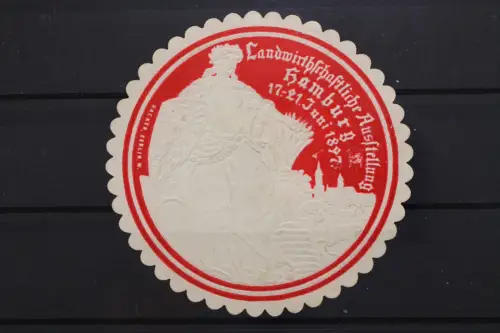 Landwirthschaftliche Ausstellung
Hamburg
17-21. Juni 1897.